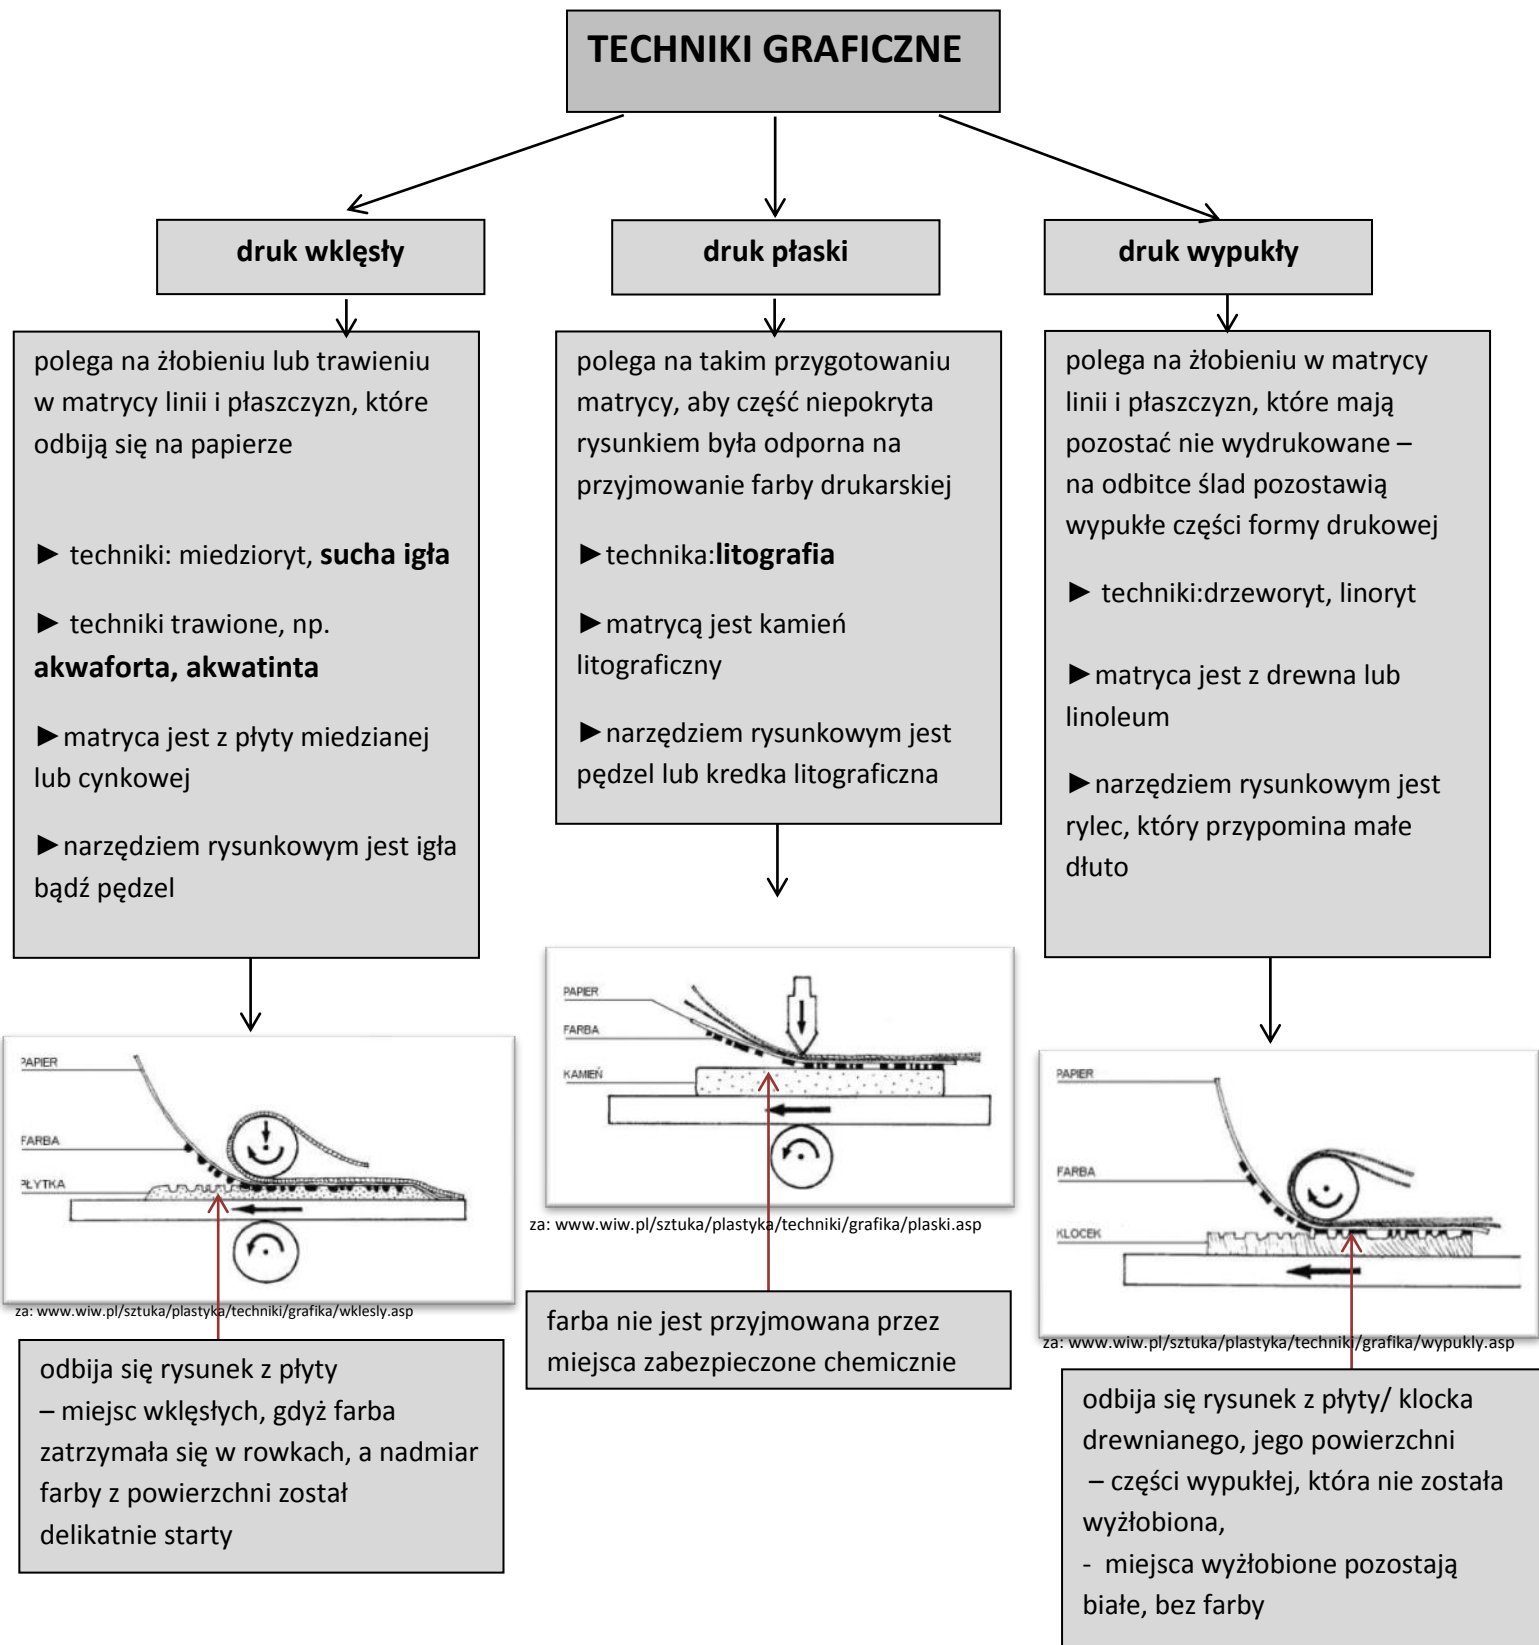 TECHNIKI GRAFICZNE
druk wklęsły
druk płaski
druk wypukły
polega na żłobieniu lub trawieniu
w matrycy linii i płaszczyzn, które
odbiją się na papierze
► techniki: miedzioryt, sucha igła
► techniki trawione, np.
akwaforta, akwatinta
►matryca jest z płyty miedzianej
lub cynkowej
►narzędziem rysunkowym jest igła
bądź pędzel
polega na takim przygotowaniu
matrycy, aby część niepokryta
rysunkiem była odporna na
przyjmowanie farby drukarskiej
►technika:litografia
►matrycą jest kamień
litograficzny
►narzędziem rysunkowym jest
pędzel lub kredka litograficzna
polega na żłobieniu w matrycy
linii i płaszczyzn, które mają
pozostać nie wydrukowane –
na odbitce ślad pozostawią
wypukłe części formy drukowej
► techniki:drzeworyt, linoryt
►matryca jest z drewna lub
linoleum
►narzędziem rysunkowym jest
rylec, który przypomina małe
dłuto
PAPIER
FARBA
PŁYTKA
za: www.wiw.pl/sztuka/plastyka/techniki/grafika/wklesly.asp
PAPIER
FARBA
KAMIEŃ
za: www.wiw.pl/sztuka/plastyka/techniki/grafika/plaski.asp
PAPIER
FARBA
KLOCEK
za: www.wiw.pl/sztuka/plastyka/techniki/grafika/wypukly.asp
odbija się rysunek z płyty
– miejsc wklęsłych, gdyż farba
zatrzymała się w rowkach, a nadmiar
farby z powierzchni został
delikatnie starty
farba nie jest przyjmowana przez
miejsca zabezpieczone chemicznie
odbija się rysunek z płyty/ klocka
drewnianego, jego powierzchni
– części wypukłej, która nie została
wyżłobiona,
- miejsca wyżłobione pozostają
białe, bez farby